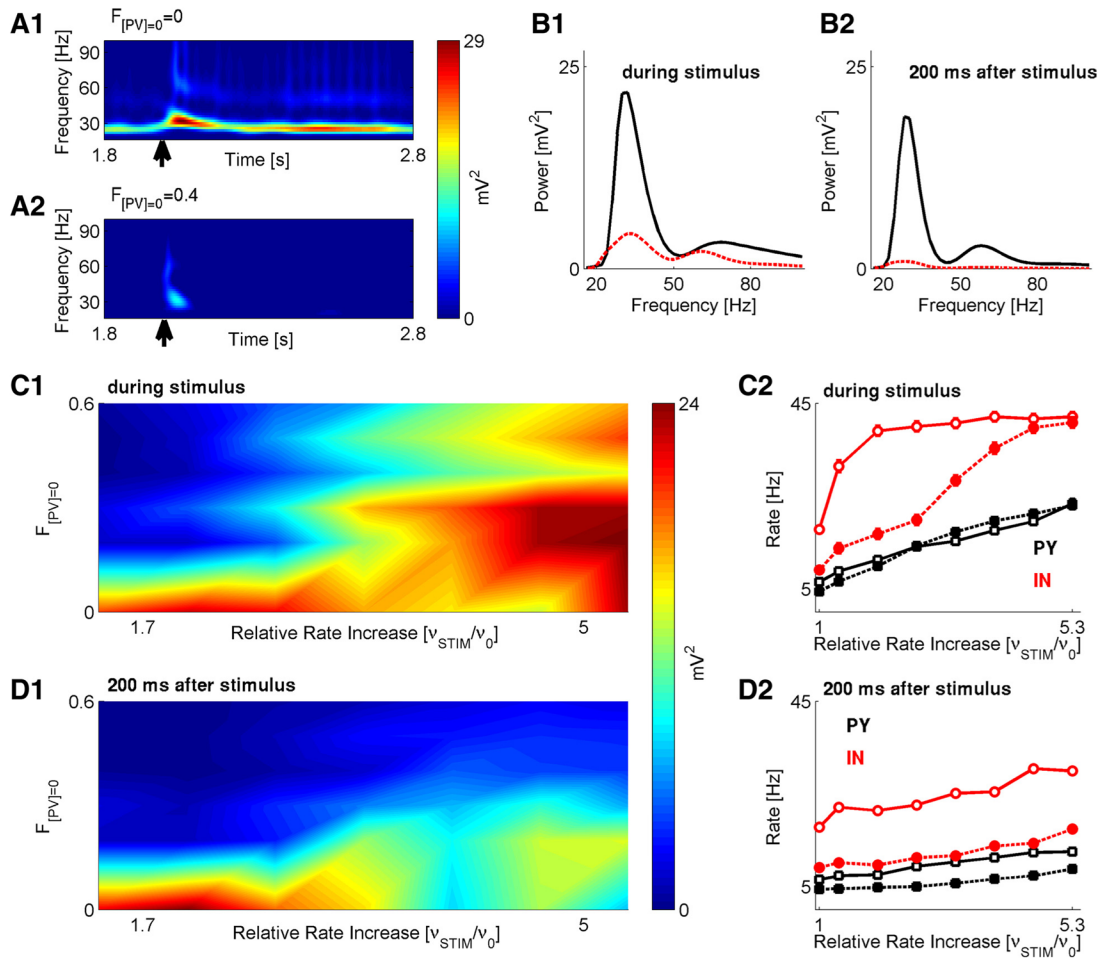 A1
F[PV]=0=0
Frequency [Hz]
90
60
30
1.8
Time [s]
2.8
29
mV2
0
A2
F[PV]=0=0.4
Frequency [Hz]
90
60
30
1.8
Time [s]
2.8
B1
during stimulus
Power [mV2]
25
0
20
50
80
Frequency [Hz]
B2
200 ms after stimulus
Power [mV2]
25
0
20
50
80
Frequency [Hz]
C1
during stimulus
0.6
F[PV]=0
0
1.7
Relative Rate Increase [νSTIM/ν0]
5
24
mV2
0
C2
during stimulus
45
Rate [Hz]
5
PY
IN
1
5.3
Relative Rate Increase [νSTIM/ν0]
D1
200 ms after stimulus
0.6
F[PV]=0
0
1.7
Relative Rate Increase [νSTIM/ν0]
5
D2
200 ms after stimulus
45
PY
IN
Rate [Hz]
5
1
5.3
Relative Rate Increase [νSTIM/ν0]